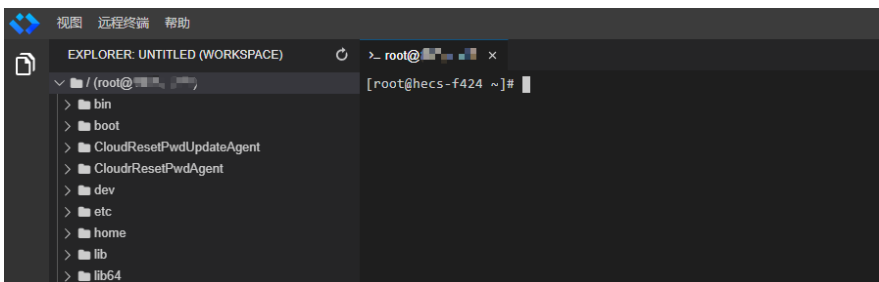 视图 远程终端 帮助
EXPLORER: UNTITLED (WORKSPACE)
>_ root@ ×
/ (root@ )
[root@hecs-f424 ~]#
bin
boot
CloudResetPwdUpdateAgent
CloudrResetPwdAgent
dev
etc
home
lib
lib64